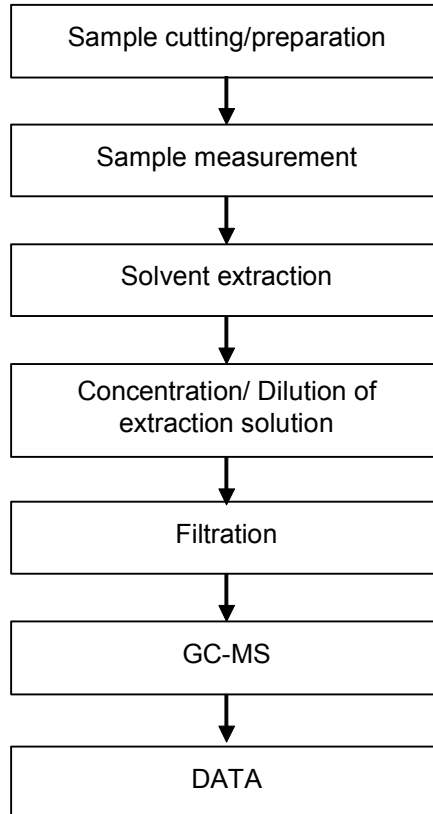 Sample cutting/preparation
Sample measurement
Solvent extraction
Concentration/ Dilution of
extraction solution
Filtration
GC-MS
DATA